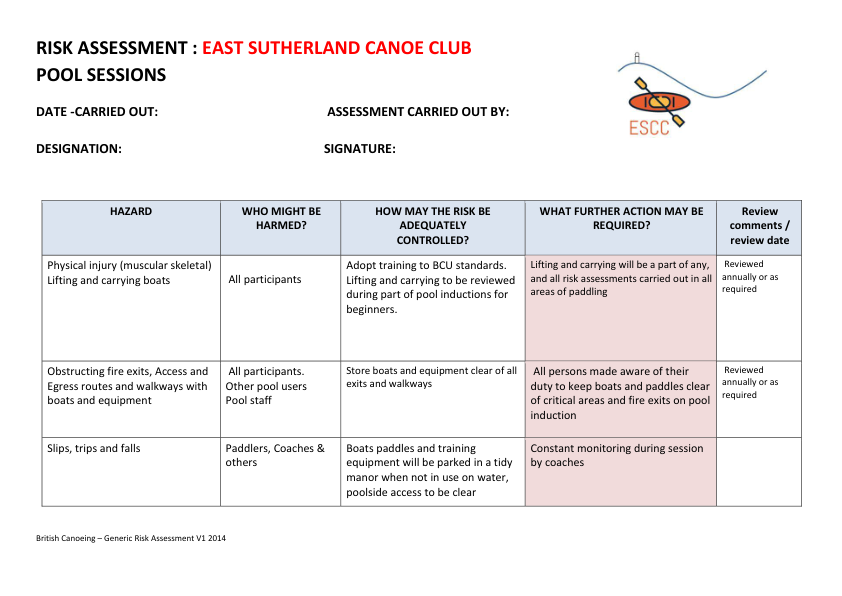 RISK ASSESSMENT : EAST SUTHERLAND CANOE CLUB
POOL SESSIONS
DATE -CARRIED OUT: ASSESSMENT CARRIED OUT BY:
DESIGNATION: SIGNATURE:
ESCC
HAZARD
WHO MIGHT BE
HARMED?
HOW MAY THE RISK BE
ADEQUATELY
CONTROLLED?
WHAT FURTHER ACTION MAY BE
REQUIRED?
Review
comments /
review date
Physical injury (muscular skeletal)
Lifting and carrying boats
All participants
Adopt training to BCU standards.
Lifting and carrying to be reviewed
during part of pool inductions for
beginners.
Lifting and carrying will be a part of any,
and all risk assessments carried out in all
areas of paddling
Reviewed
annually or as
required
Obstructing fire exits, Access and
Egress routes and walkways with
boats and equipment
All participants.
Other pool users
Pool staff
Store boats and equipment clear of all
exits and walkways
All persons made aware of their
duty to keep boats and paddles clear
of critical areas and fire exits on pool
induction
Reviewed
annually or as
required
Slips, trips and falls
Paddlers, Coaches &
others
Boats paddles and training
equipment will be parked in a tidy
manor when not in use on water,
poolside access to be clear
Constant monitoring during session
by coaches
British Canoeing – Generic Risk Assessment V1 2014